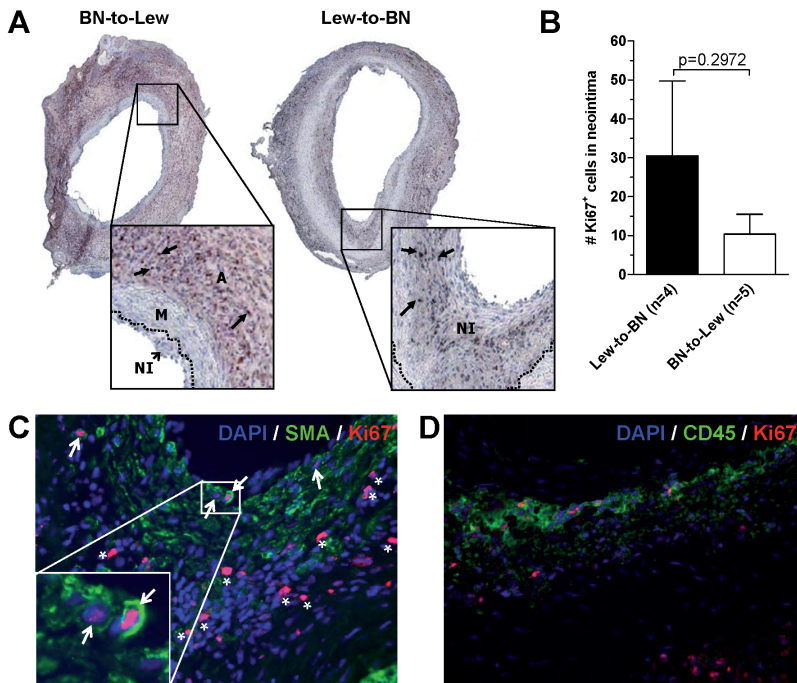 A
BN-to-Lew
Lew-to-BN
A
M
NI
NI
B
p=0.2972
# Ki67⁺ cells in neointima
60
50
40
30
20
10
0
Lew-to-BN (n=4)
BN-to-Lew (n=5)
C
DAPI / SMA / Ki67
* * * * * * * * * * *
D
DAPI / CD45 / Ki67